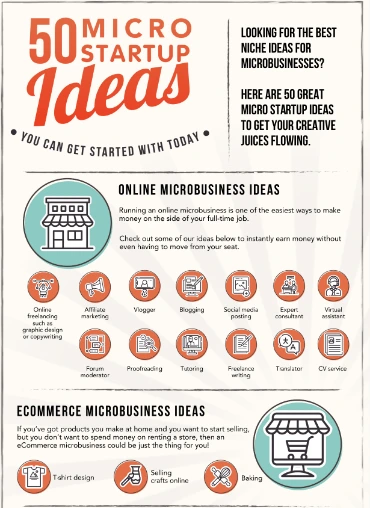 50 MICRO
STARTUP
Ideas
YOU CAN GET STARTED WITH TODAY
LOOKING FOR THE BEST
NICHE IDEAS FOR
MICROBUSINESSES?
HERE ARE 50 GREAT
MICRO STARTUP IDEAS
TO GET YOUR CREATIVE
JUICES FLOWING.
ONLINE MICROBUSINESS IDEAS
Running an online microbusiness is one of the easiest ways to make
money on the side of your full-time job.
Check out some of our ideas below to instantly earn money without
even having to move from your seat.
Online
freelancing
such as
graphic design
or copywriting
Affiliate
marketing
Vlogger
Blogging
Social media
posting
Expert
consultant
Virtual
assistant
Forum
moderator
Proofreading
Tutoring
Freelance
writing
Translator
CV service
ECOMMERCE MICROBUSINESS IDEAS
If you've got products you make at home and you want to start selling,
but you don't want to spend money on renting a store, then an
eCommerce microbusiness could be just the thing for you!
T-shirt design
Selling
crafts online
Baking